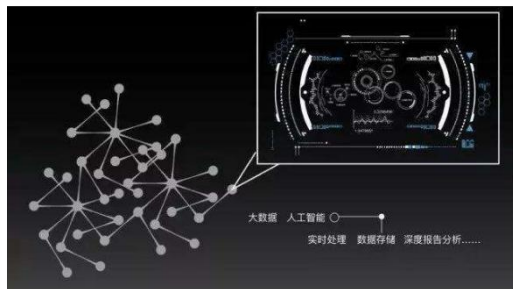 大数据 人工智能
实时处理 数据存储 深度报告分析......